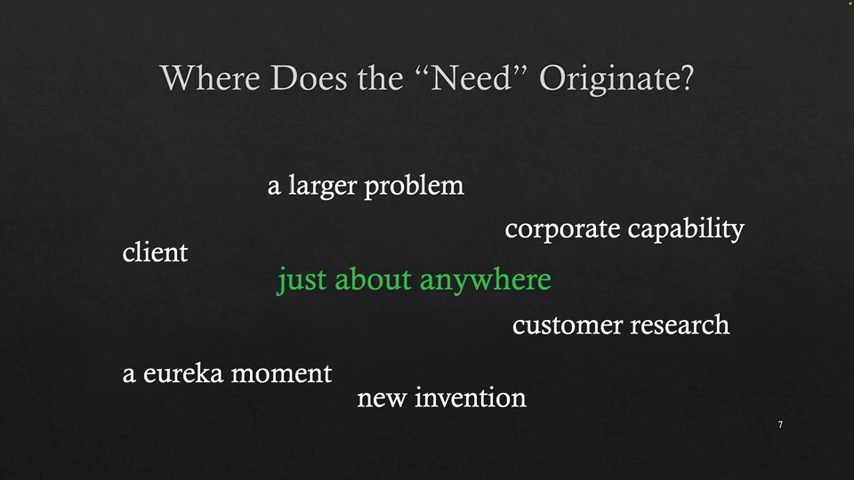 Where Does the “Need” Originate?
a larger problem
corporate capability
client
just about anywhere
customer research
a eureka moment
new invention
7